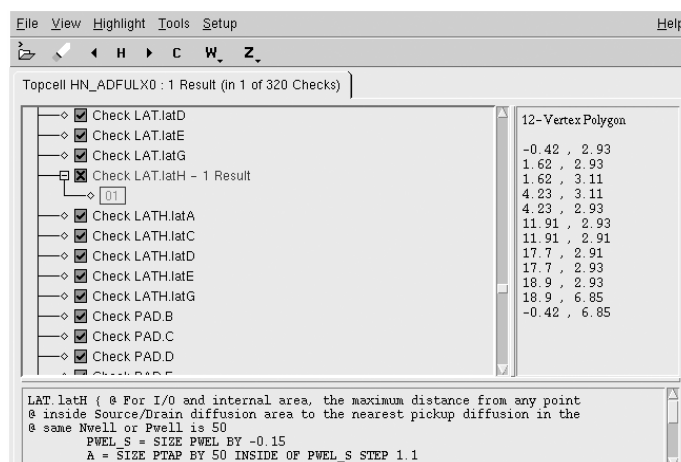 File View Highlight Tools Setup Help
H C W Z
Topcell HN_ADFULX0 : 1 Result (in 1 of 320 Checks)
Check LAT.latD
Check LAT.latE
Check LAT.latG
Check LAT.latH – 1 Result
01
Check LATH.latA
Check LATH.latC
Check LATH.latD
Check LATH.latE
Check LATH.latG
Check PAD.B
Check PAD.C
Check PAD.D
12-Vertex Polygon
-0.42 , 2.93
1.62 , 2.93
1.62 , 3.11
4.23 , 3.11
4.23 , 2.93
11.91 , 2.93
11.91 , 2.91
17.7 , 2.91
17.7 , 2.93
18.9 , 2.93
18.9 , 6.85
-0.42 , 6.85
LAT.latH { @ For I/O and internal area, the maximum distance from any point
@ inside Source/Drain diffusion area to the nearest pickup diffusion in the
@ same Nwell or Pwell is 50
PWEL_S = SIZE PWEL BY -0.15
A = SIZE PTAP BY 50 INSIDE OF PWEL_S STEP 1.1